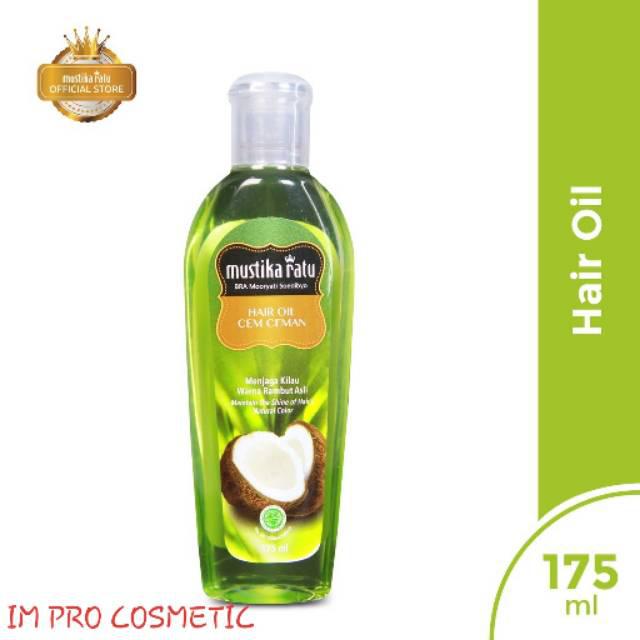 mustika ratu
OFFICIAL STORE
mustika ratu
BRA Mooryati Soedibyo
HAIR OIL
CEM CEMAN
Menjaga Kilau
Warna Rambut Asli
Maintain the Shine of Hair's
Natural Color
175 ml
Hair Oil
175
ml
IM PRO COSMETIC